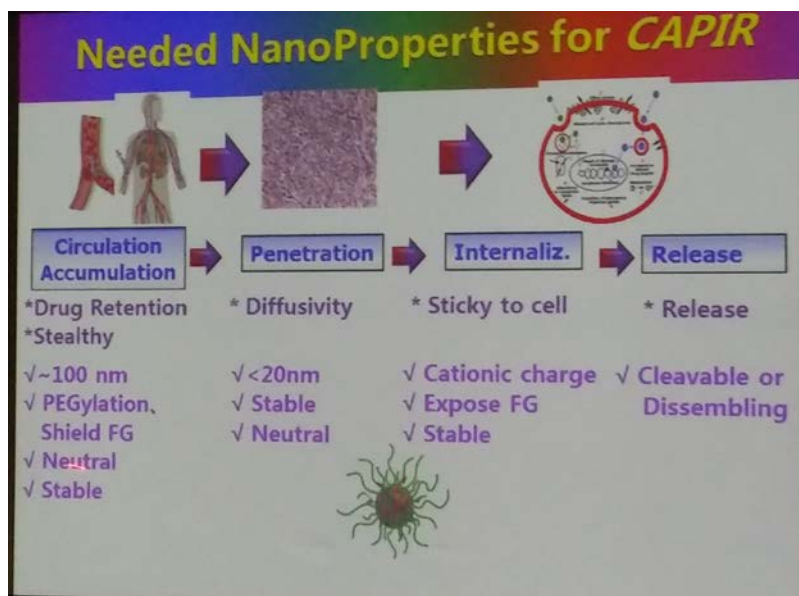 Needed NanoProperties for CAPIR
Circulation
Accumulation
Penetration
Internaliz.
Release
*Drug Retention
*Stealthy
* Diffusivity
* Sticky to cell
* Release
√~100 nm
√ PEGylation、
Shield FG
√ Neutral
√ Stable
√<20nm
√ Stable
√ Neutral
√ Cationic charge
√ Expose FG
√ Stable
√ Cleavable or
Dissembling